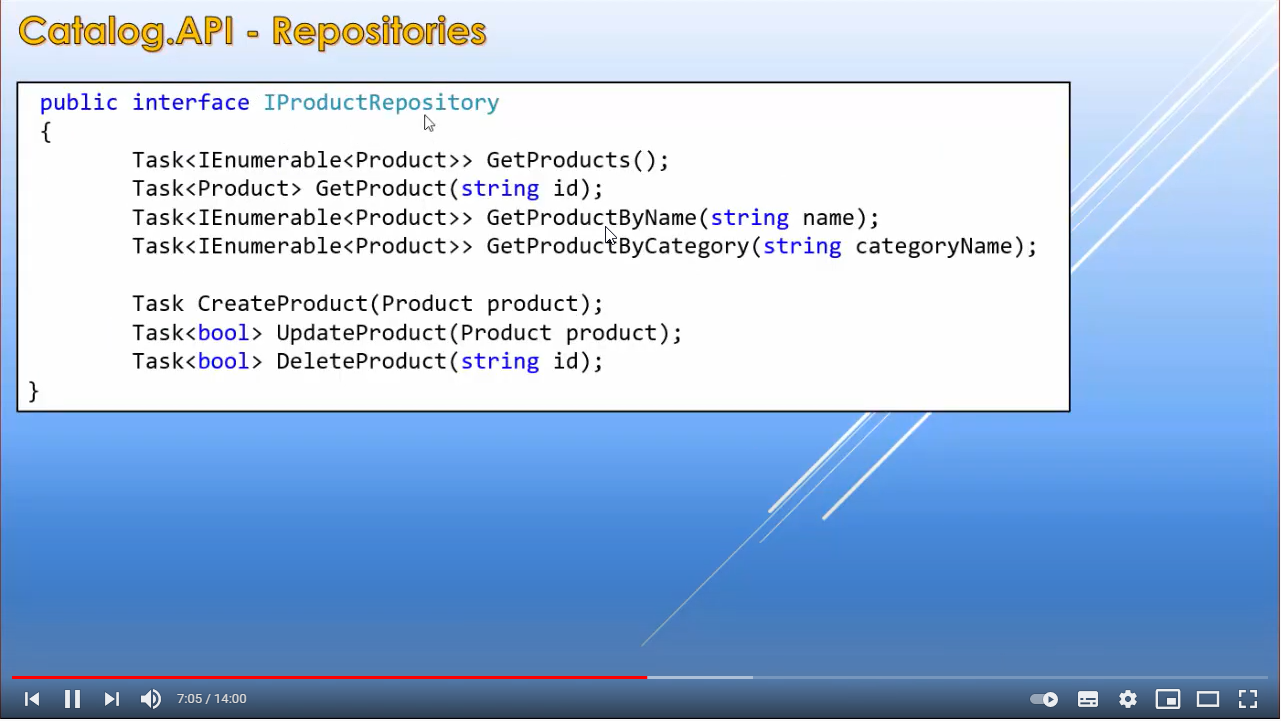 Catalog.API - Repositories
public interface IProductRepository
{
Task<IEnumerable<Product>> GetProducts();
Task<Product> GetProduct(string id);
Task<IEnumerable<Product>> GetProductByName(string name);
Task<IEnumerable<Product>> GetProductByCategory(string categoryName);
Task CreateProduct(Product product);
Task<bool> UpdateProduct(Product product);
Task<bool> DeleteProduct(string id);
}
7:05 / 14:00